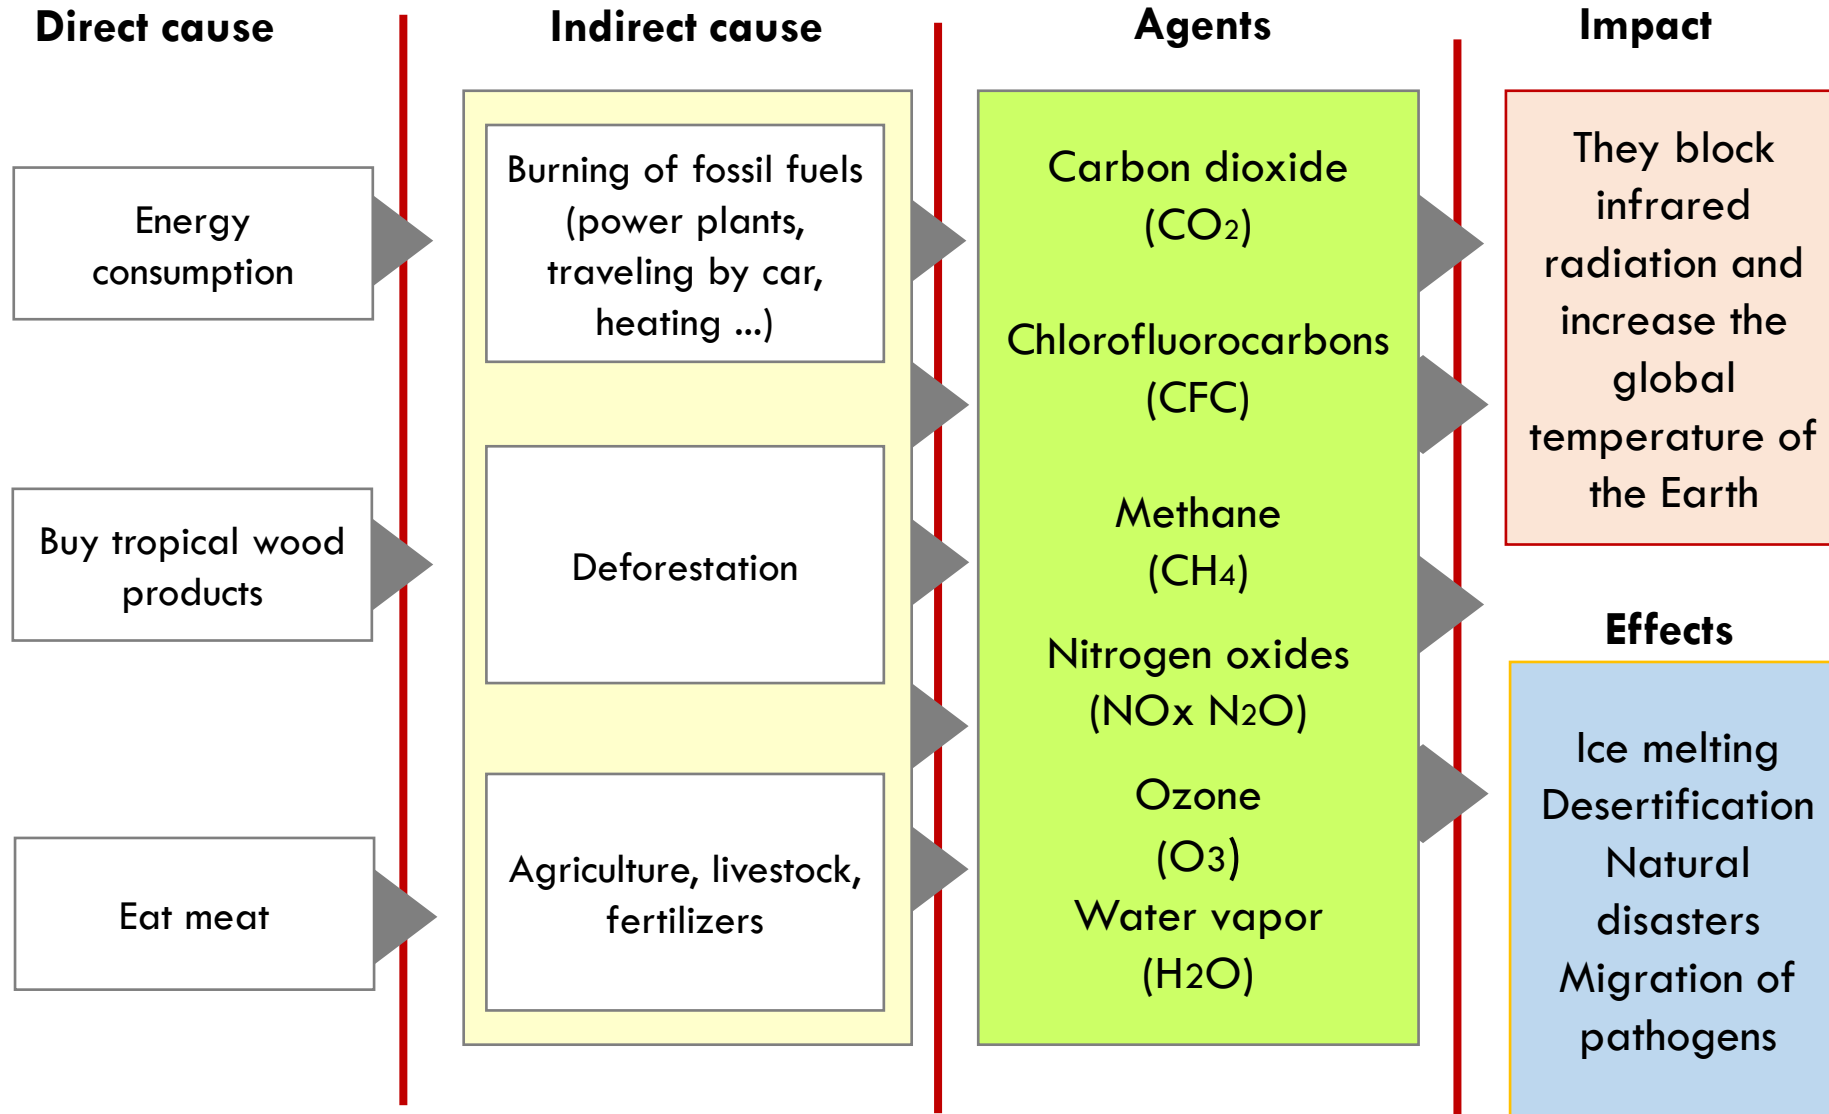 Direct cause
Energy
consumption
Buy tropical wood
products
Eat meat
Indirect cause
Burning of fossil fuels
(power plants,
traveling by car,
heating ...)
Deforestation
Agriculture, livestock,
fertilizers
Agents
Carbon dioxide
(CO2)
Chlorofluorocarbons
(CFC)
Methane
(CH4)
Nitrogen oxides
(NOx N2O)
Ozone
(O3)
Water vapor
(H2O)
Impact
They block
infrared
radiation and
increase the
global
temperature of
the Earth
Effects
Ice melting
Desertification
Natural
disasters
Migration of
pathogens